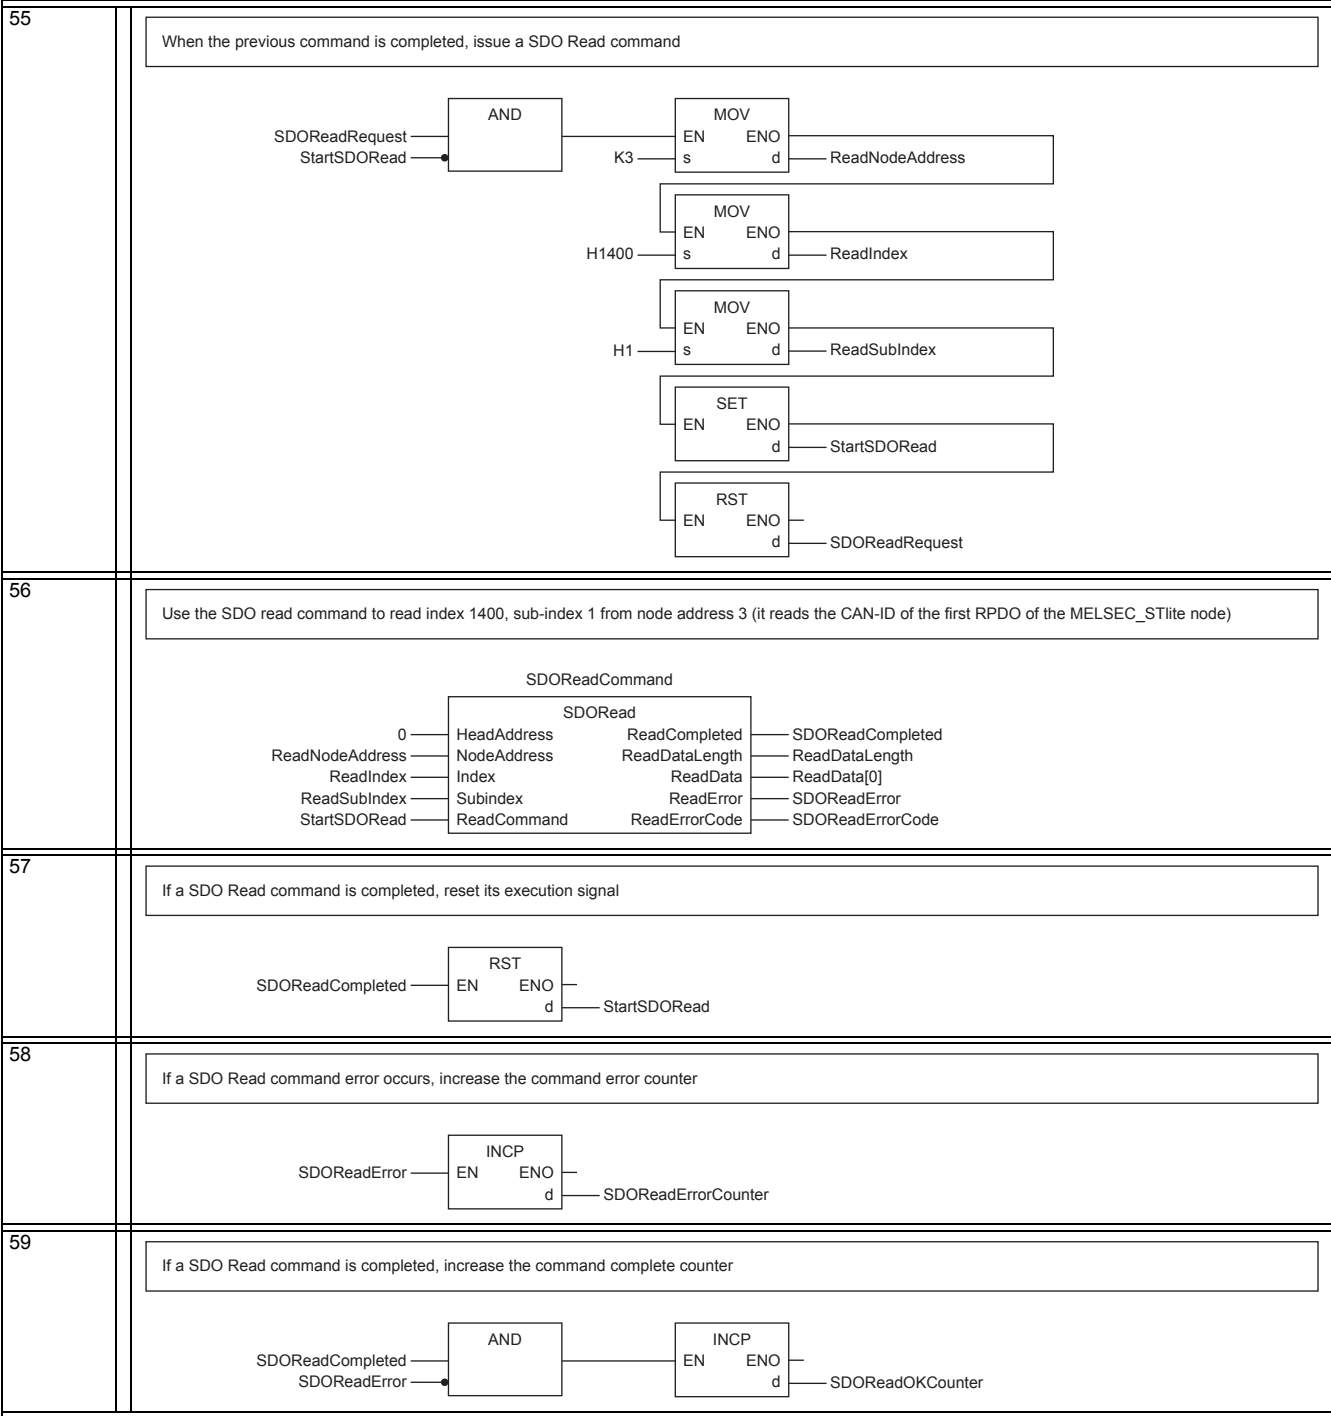 55
When the previous command is completed, issue a SDO Read command
AND
MOV
SDOReadRequest
EN ENO
StartSDORead
K3 s d ReadNodeAddress
MOV
EN ENO
H1400 s d ReadIndex
MOV
EN ENO
H1 s d ReadSubIndex
SET
EN ENO
d StartSDORead
RST
EN ENO
d SDOReadRequest
56
Use the SDO read command to read index 1400, sub-index 1 from node address 3 (it reads the CAN-ID of the first RPDO of the MELSEC_STlite node)
SDOReadCommand
SDORead
0 HeadAddress ReadCompleted SDOReadCompleted
ReadNodeAddress NodeAddress ReadDataLength ReadDataLength
ReadIndex Index ReadData ReadData[0]
ReadSubIndex Subindex ReadError SDOReadError
StartSDORead ReadCommand ReadErrorCode SDOReadErrorCode
57
If a SDO Read command is completed, reset its execution signal
RST
SDOReadCompleted EN ENO
d StartSDORead
58
If a SDO Read command error occurs, increase the command error counter
INCP
SDOReadError EN ENO
d SDOReadErrorCounter
59
If a SDO Read command is completed, increase the command complete counter
AND INCP
SDOReadCompleted EN ENO
SDOReadError d SDOReadOKCounter